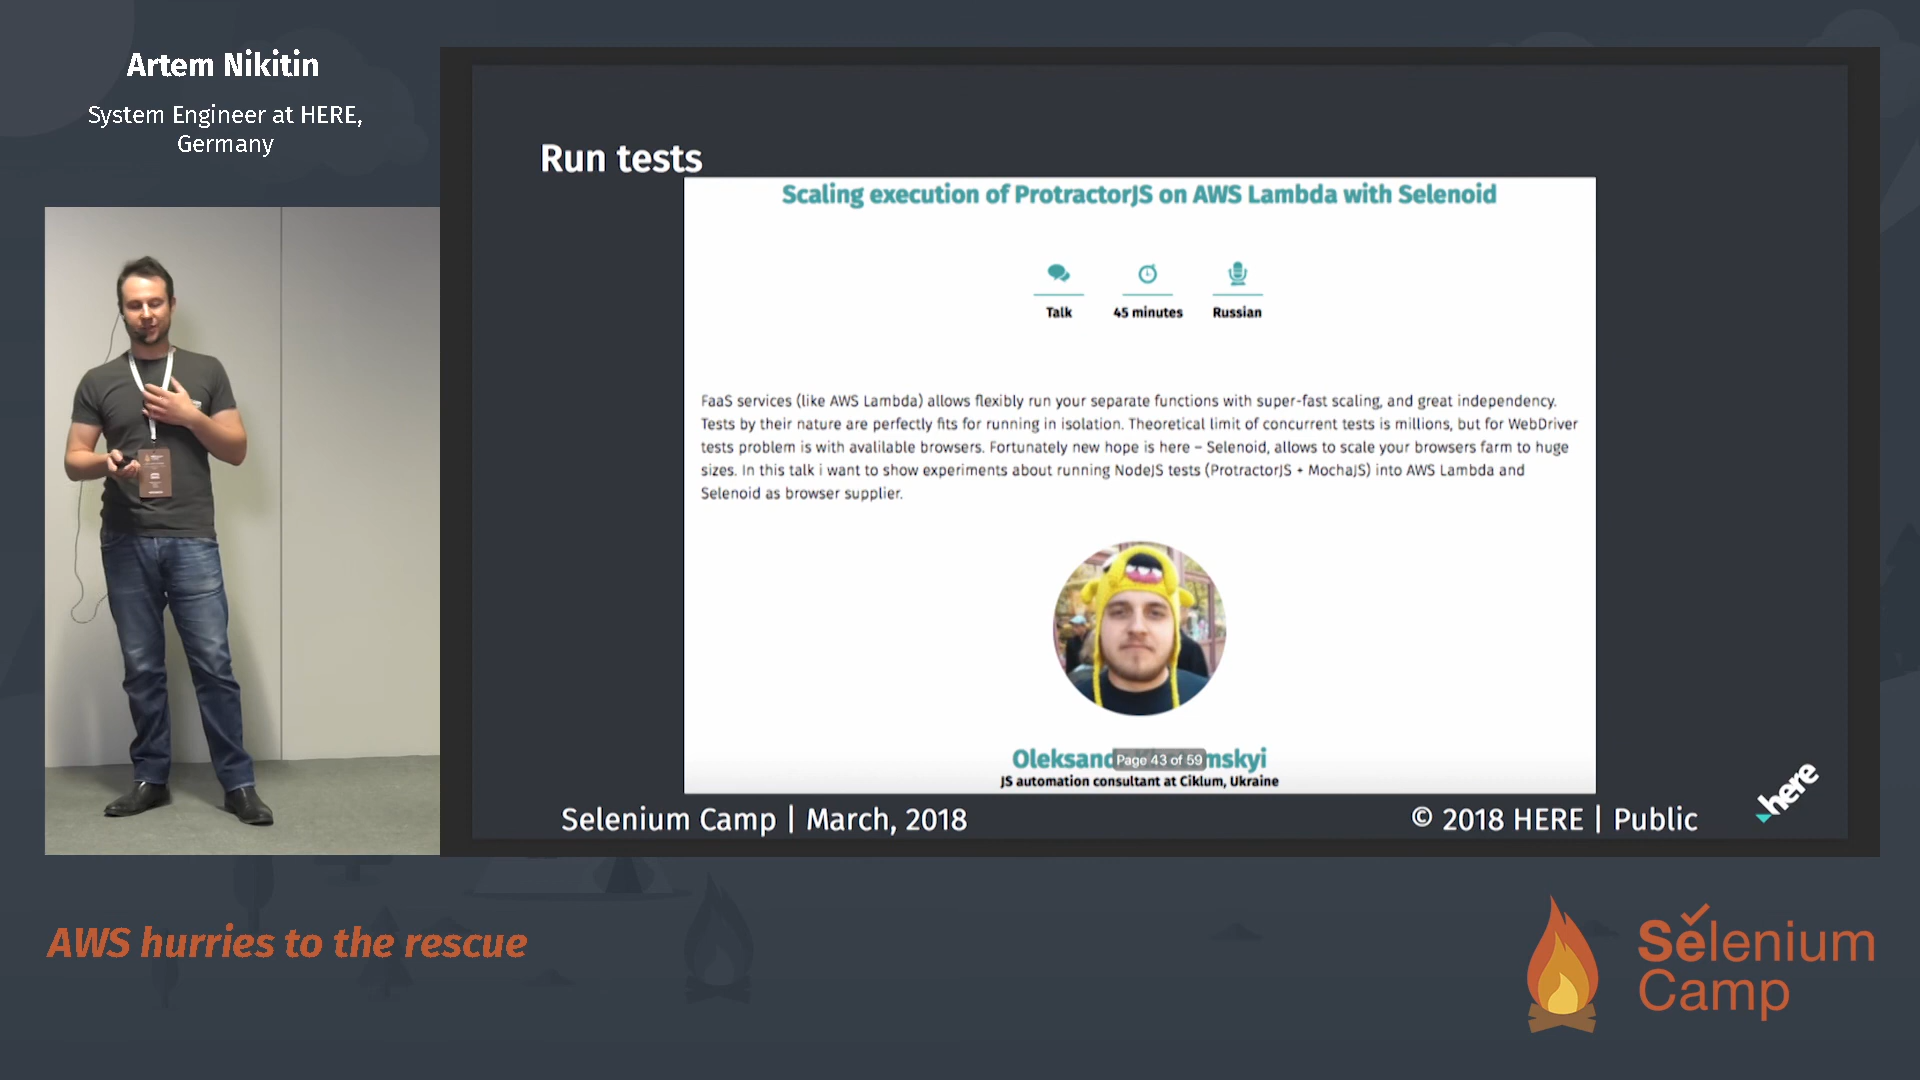 Artem Nikitin
System Engineer at HERE,
Germany
Run tests
Scaling execution of ProtractorJS on AWS Lambda with Selenoid
Talk
45 minutes
Russian
FaaS services (like AWS Lambda) allows flexibly run your separate functions with super-fast scaling, and great independency.
Tests by their nature are perfectly fits for running in isolation. Theoretical limit of concurrent tests is millions, but for WebDriver
tests problem is with avalilable browsers. Fortunately new hope is here – Selenoid, allows to scale your browsers farm to huge
sizes. In this talk i want to show experiments about running NodeJS tests (ProtractorJS + MochaJS) into AWS Lambda and
Selenoid as browser supplier.
Page 43 of 59
JS automation consultant at Ciklum, Ukraine
Selenium Camp | March, 2018
© 2018 HERE | Public
here
AWS hurries to the rescue
Selenium
Camp